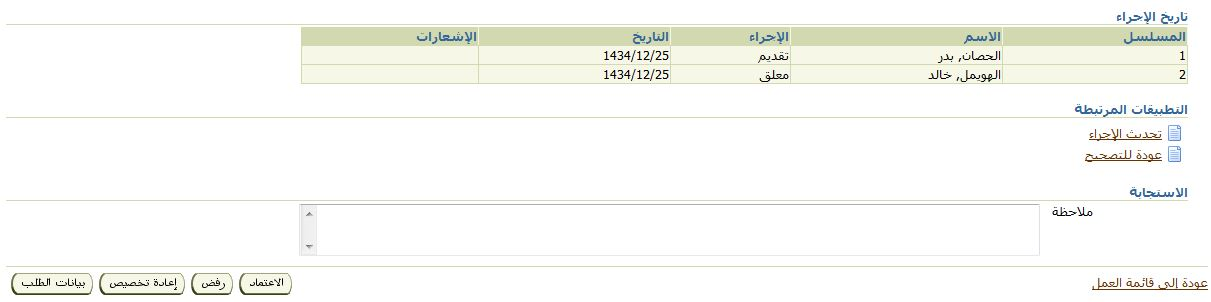 تاريخ الإجراء
المسلسل الاسم الإجراء التاريخ الإشعارات
1 الحصان, بدر تقديم 1434/12/25
2 الهويمل, خالد معلق 1434/12/25
التطبيقات المرتبطة
تحديث الإجراء
عودة للتصحيح
الاستجابة
ملاحظة
عودة إلى قائمة العمل الاعتماد رفض إعادة تخصيص بيانات الطلب